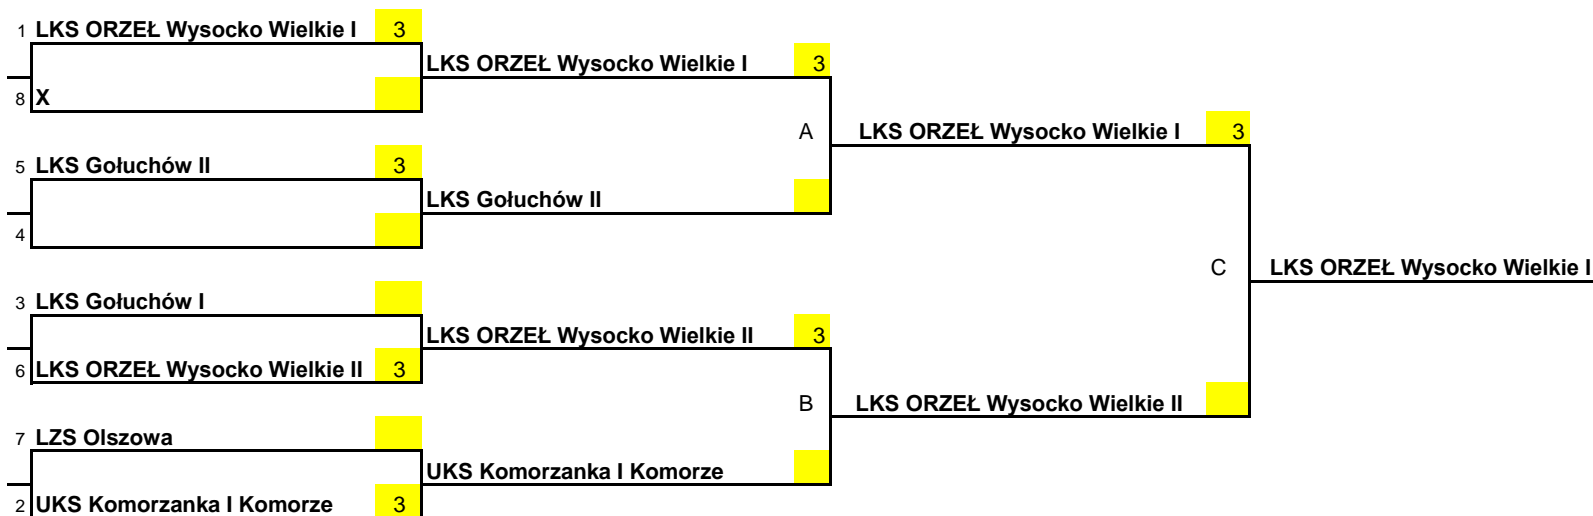 1 LKS ORZEŁ Wysocko Wielkie I 3
LKS ORZEŁ Wysocko Wielkie I 3
8 X
A LKS ORZEŁ Wysocko Wielkie I 3
5 LKS Gołuchów II 3
LKS Gołuchów II
4
C LKS ORZEŁ Wysocko Wielkie I
3 LKS Gołuchów I
LKS ORZEŁ Wysocko Wielkie II 3
6 LKS ORZEŁ Wysocko Wielkie II 3
B LKS ORZEŁ Wysocko Wielkie II
7 LZS Olszowa
UKS Komorzanka I Komorze
2 UKS Komorzanka I Komorze 3